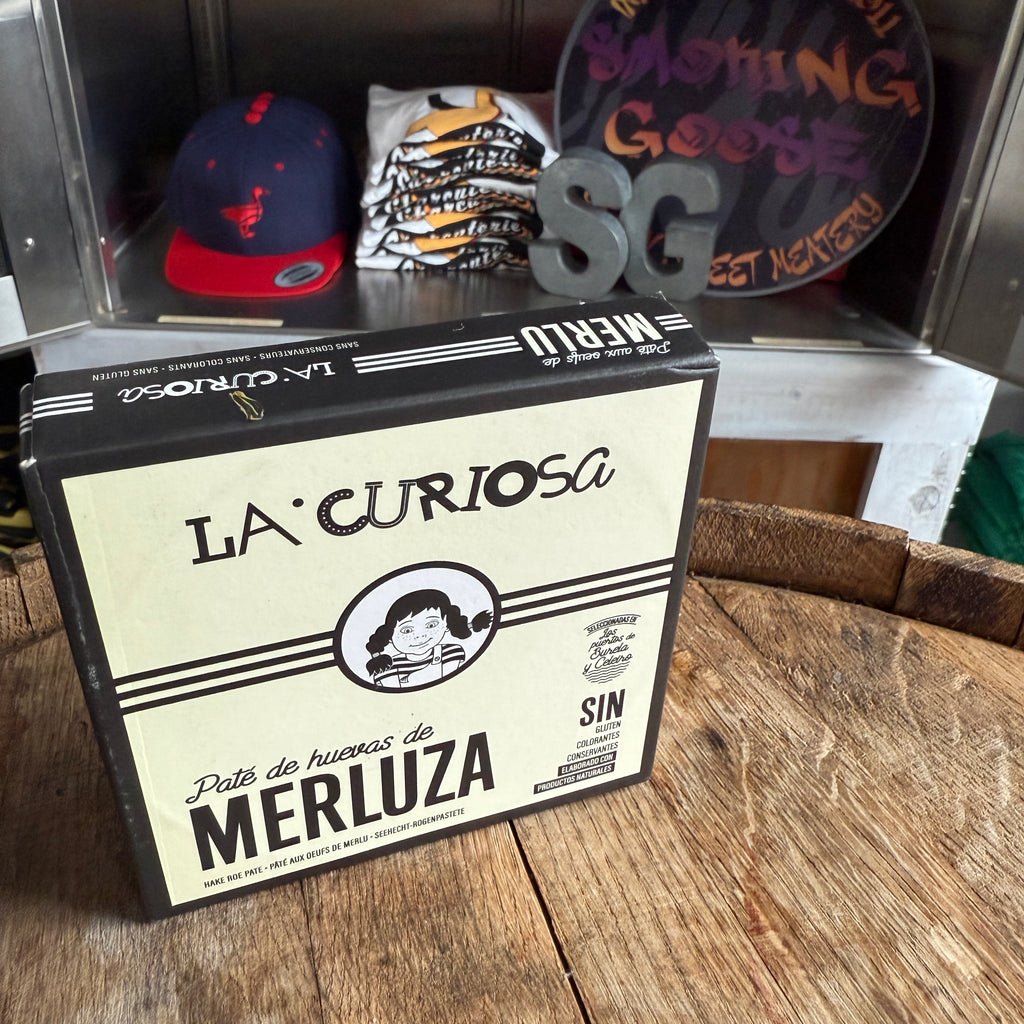 SMOKING
GOOSE
SG
EET MEATERY
MERLU
Paté aux oeufs de
LA CURIOSA
SANS CONSERVATEURS - SANS COLORANTS - SANS GLUTEN
LA CURIOSA
SELECCIONADAS EN
los
puertos de
Burela
y Celeiro
SIN
GLUTEN
COLORANTES
CONSERVANTES
ELABORADO CON
PRODUCTOS NATURALES
Paté de huevas de
MERLUZA
HAKE ROE PATE - PÂTÉ AUX OEUFS DE MERLU - SEEHECHT-ROGENPASTETE